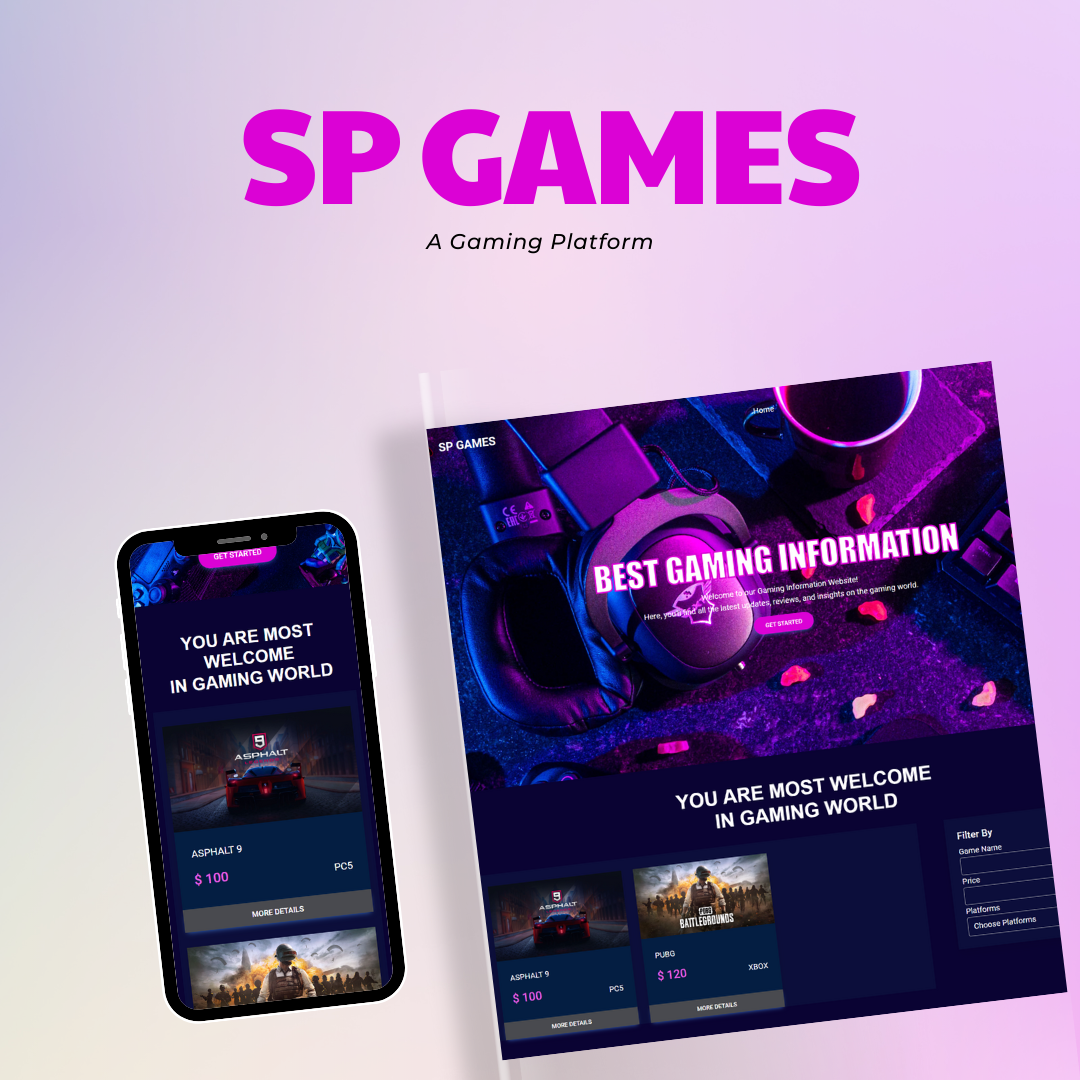 SP GAMES
A Gaming Platform
SP GAMES
Home
BEST GAMING INFORMATION
Welcome to our Gaming Information Website!
Here, you'll find all the latest updates, reviews, and insights on the gaming world.
GET STARTED
YOU ARE MOST WELCOME
IN GAMING WORLD
9
ASPHALT
ASPHALT 9
$ 100
PC5
MORE DETAILS
PUBG
BATTLEGROUNDS
PUBG
$ 120
XBOX
MORE DETAILS
Filter By
Game Name
Price
Platforms
Choose Platforms
GET STARTED
YOU ARE MOST
WELCOME
IN GAMING WORLD
9
ASPHALT
ASPHALT 9
$ 100
PC5
MORE DETAILS